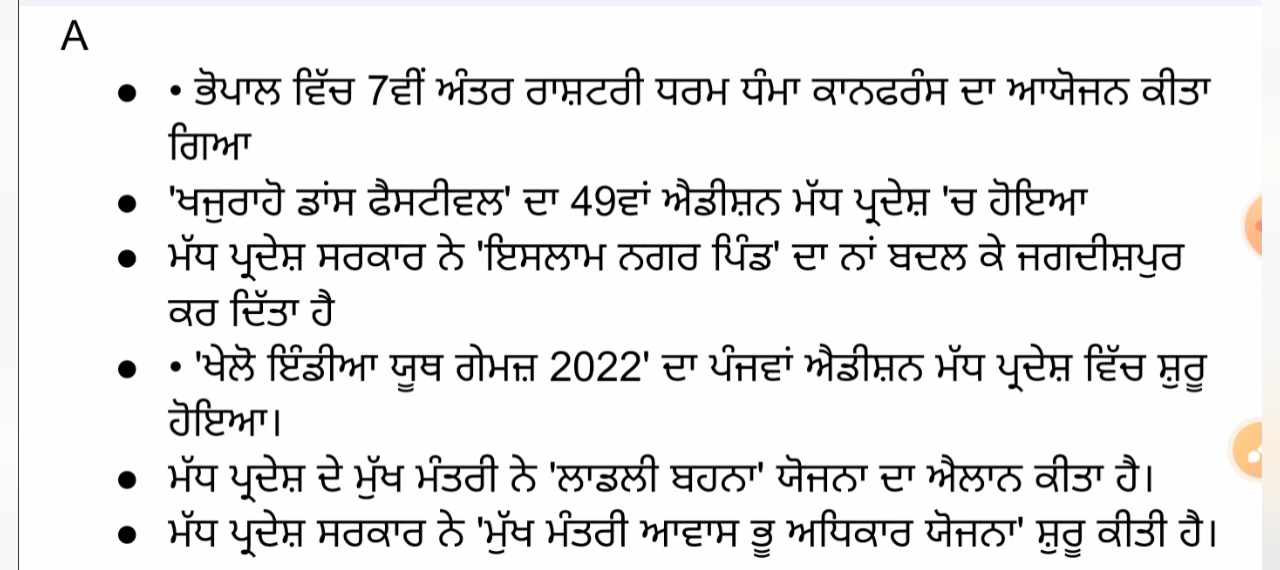 A
● • ਭੋਪਾਲ ਵਿੱਚ 7ਵੀਂ ਅੰਤਰ ਰਾਸ਼ਟਰੀ ਧਰਮ ਧੰਮਾ ਕਾਨਫਰੰਸ ਦਾ ਆਯੋਜਨ ਕੀਤਾ
ਗਿਆ
● 'ਖਜੁਰਾਹੋ ਡਾਂਸ ਫੈਸਟੀਵਲ' ਦਾ 49ਵਾਂ ਐਡੀਸ਼ਨ ਮੱਧ ਪ੍ਰਦੇਸ਼ 'ਚ ਹੋਇਆ
● ਮੱਧ ਪ੍ਰਦੇਸ਼ ਸਰਕਾਰ ਨੇ 'ਇਸਲਾਮ ਨਗਰ ਪਿੰਡ' ਦਾ ਨਾਂ ਬਦਲ ਕੇ ਜਗਦੀਸ਼ਪੁਰ
ਕਰ ਦਿੱਤਾ ਹੈ
● • 'ਖੇਲੋ ਇੰਡੀਆ ਯੂਥ ਗੇਮਜ਼ 2022' ਦਾ ਪੰਜਵਾਂ ਐਡੀਸ਼ਨ ਮੱਧ ਪ੍ਰਦੇਸ਼ ਵਿੱਚ ਸ਼ੁਰੂ
ਹੋਇਆ।
● ਮੱਧ ਪ੍ਰਦੇਸ਼ ਦੇ ਮੁੱਖ ਮੰਤਰੀ ਨੇ 'ਲਾਡਲੀ ਬਹਨਾ' ਯੋਜਨਾ ਦਾ ਐਲਾਨ ਕੀਤਾ ਹੈ।
● ਮੱਧ ਪ੍ਰਦੇਸ਼ ਸਰਕਾਰ ਨੇ 'ਮੁੱਖ ਮੰਤਰੀ ਆਵਾਸ ਭੂ ਅਧਿਕਾਰ ਯੋਜਨਾ' ਸ਼ੁਰੂ ਕੀਤੀ ਹੈ।